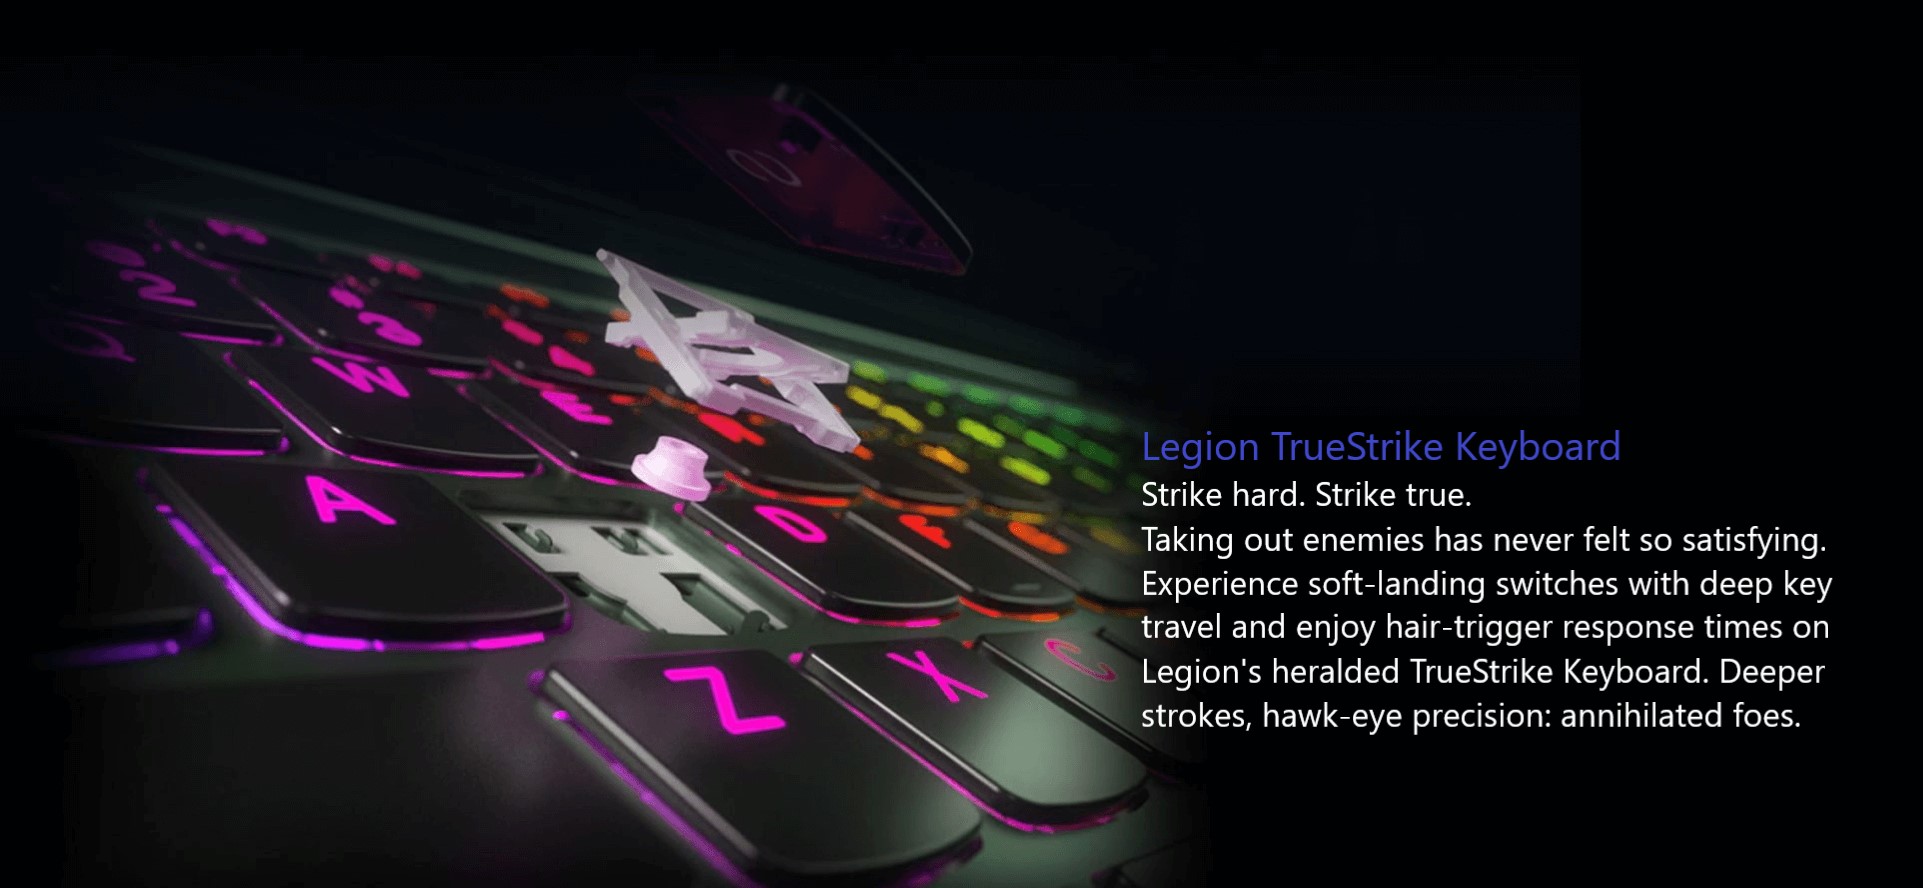 Legion TrueStrike Keyboard
Strike hard. Strike true.
Taking out enemies has never felt so satisfying.
Experience soft-landing switches with deep key
travel and enjoy hair-trigger response times on
Legion's heralded TrueStrike Keyboard. Deeper
strokes, hawk-eye precision: annihilated foes.
2
Q
W
A
D
F
Z
X
C